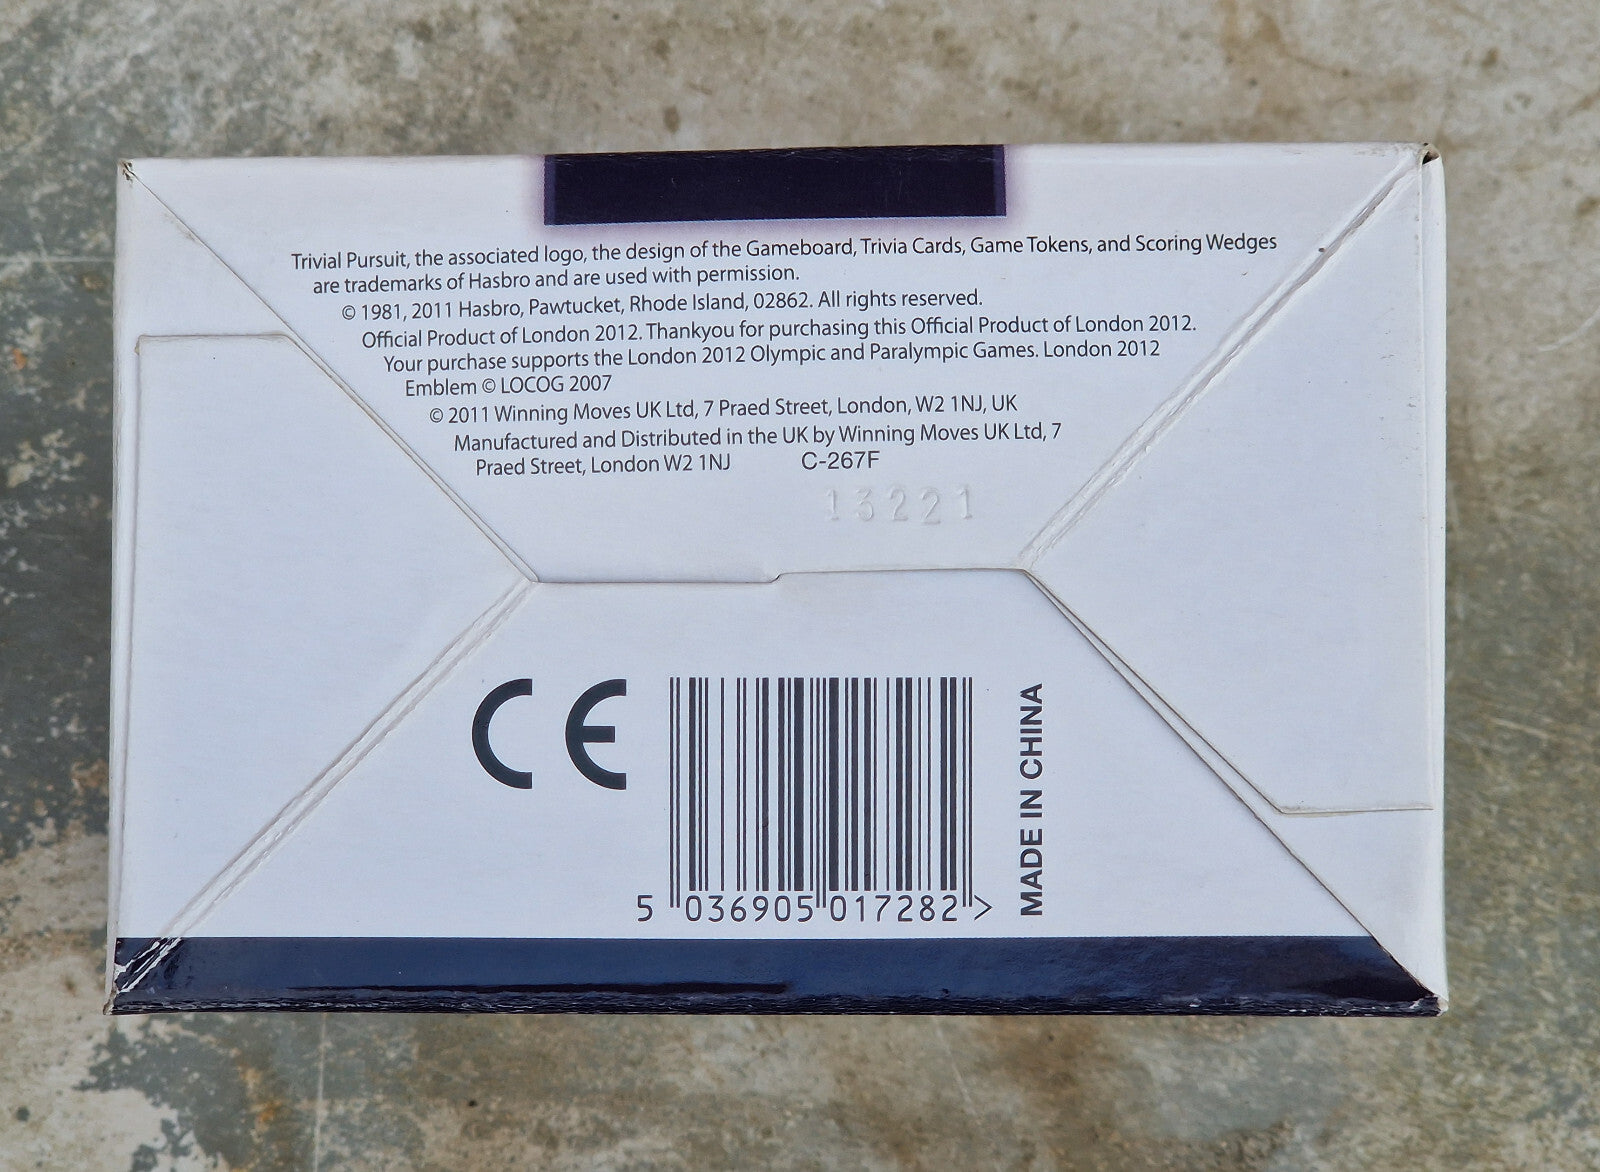 Trivial Pursuit, the associated logo, the design of the Gameboard, Trivia Cards, Game Tokens, and Scoring Wedges
are trademarks of Hasbro and are used with permission.
© 1981, 2011 Hasbro, Pawtucket, Rhode Island, 02862. All rights reserved.
Official Product of London 2012. Thankyou for purchasing this Official Product of London 2012.
Your purchase supports the London 2012 Olympic and Paralympic Games. London 2012
Emblem © LOCOG 2007
© 2011 Winning Moves UK Ltd, 7 Praed Street, London, W2 1NJ, UK
Manufactured and Distributed in the UK by Winning Moves UK Ltd, 7
Praed Street, London W2 1NJ C-267F
13221
CE
MADE IN CHINA
5 036905 017282 >